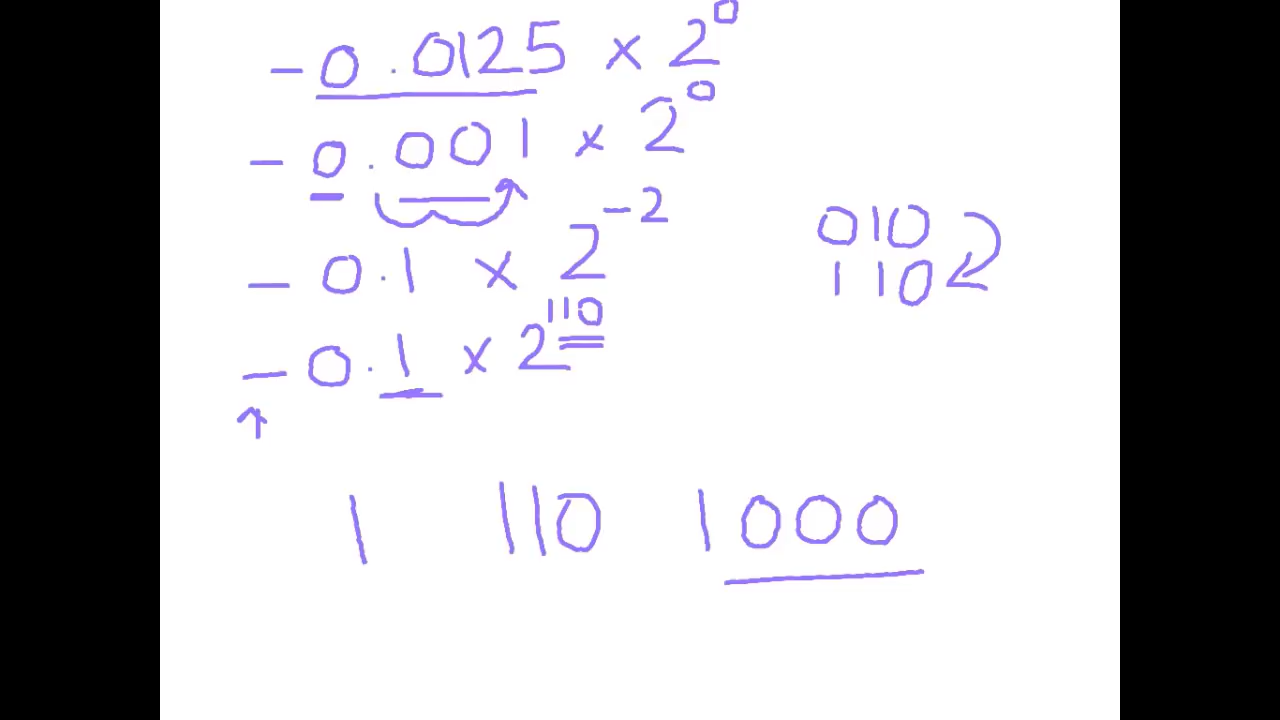 - 0.0125 × 2⁰
- 0.001 × 2⁰
- 0.1 × 2⁻²
- 0.1 × 2¹¹⁰
010
110
1 110 1000